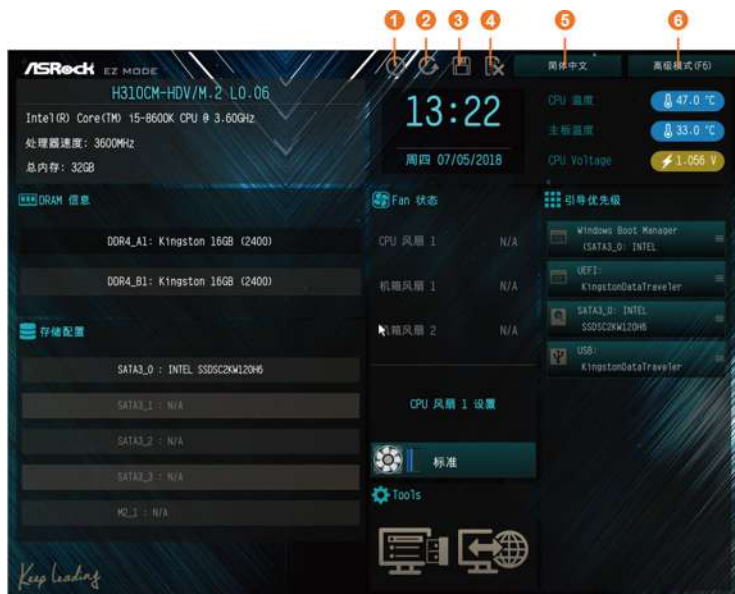 1 2 3 4 5 6
ASRock EZ MODE
简体中文
高级模式(F6)
H310CM-HDV/M.2 L0.06
Intel(R) Core(TM) i5-8600K CPU @ 3.60GHz
处理器速度: 3600MHz
总内存: 32GB
13:22
周四 07/05/2018
CPU 温度
47.0 °C
主板温度
33.0 °C
CPU Voltage
1.056 V
DRAM 信息
DDR4_A1: Kingston 16GB (2400)
DDR4_B1: Kingston 16GB (2400)
存储配置
SATA3_0 : INTEL SSDSC2KW120H6
SATA3_1 : N/A
SATA3_2 : N/A
SATA3_3 : N/A
M2_1 : N/A
Keep Leading
Fan 状态
CPU 风扇 1 N/A
机箱风扇 1 N/A
机箱风扇 2 N/A
CPU 风扇 1 设置
标准
Tools
引导优先级
Windows Boot Manager
(SATA3_0: INTEL
UEFI:
KingstonDataTraveler
SATA3_0: INTEL
SSDSC2KW120H6
USB:
KingstonDataTraveler